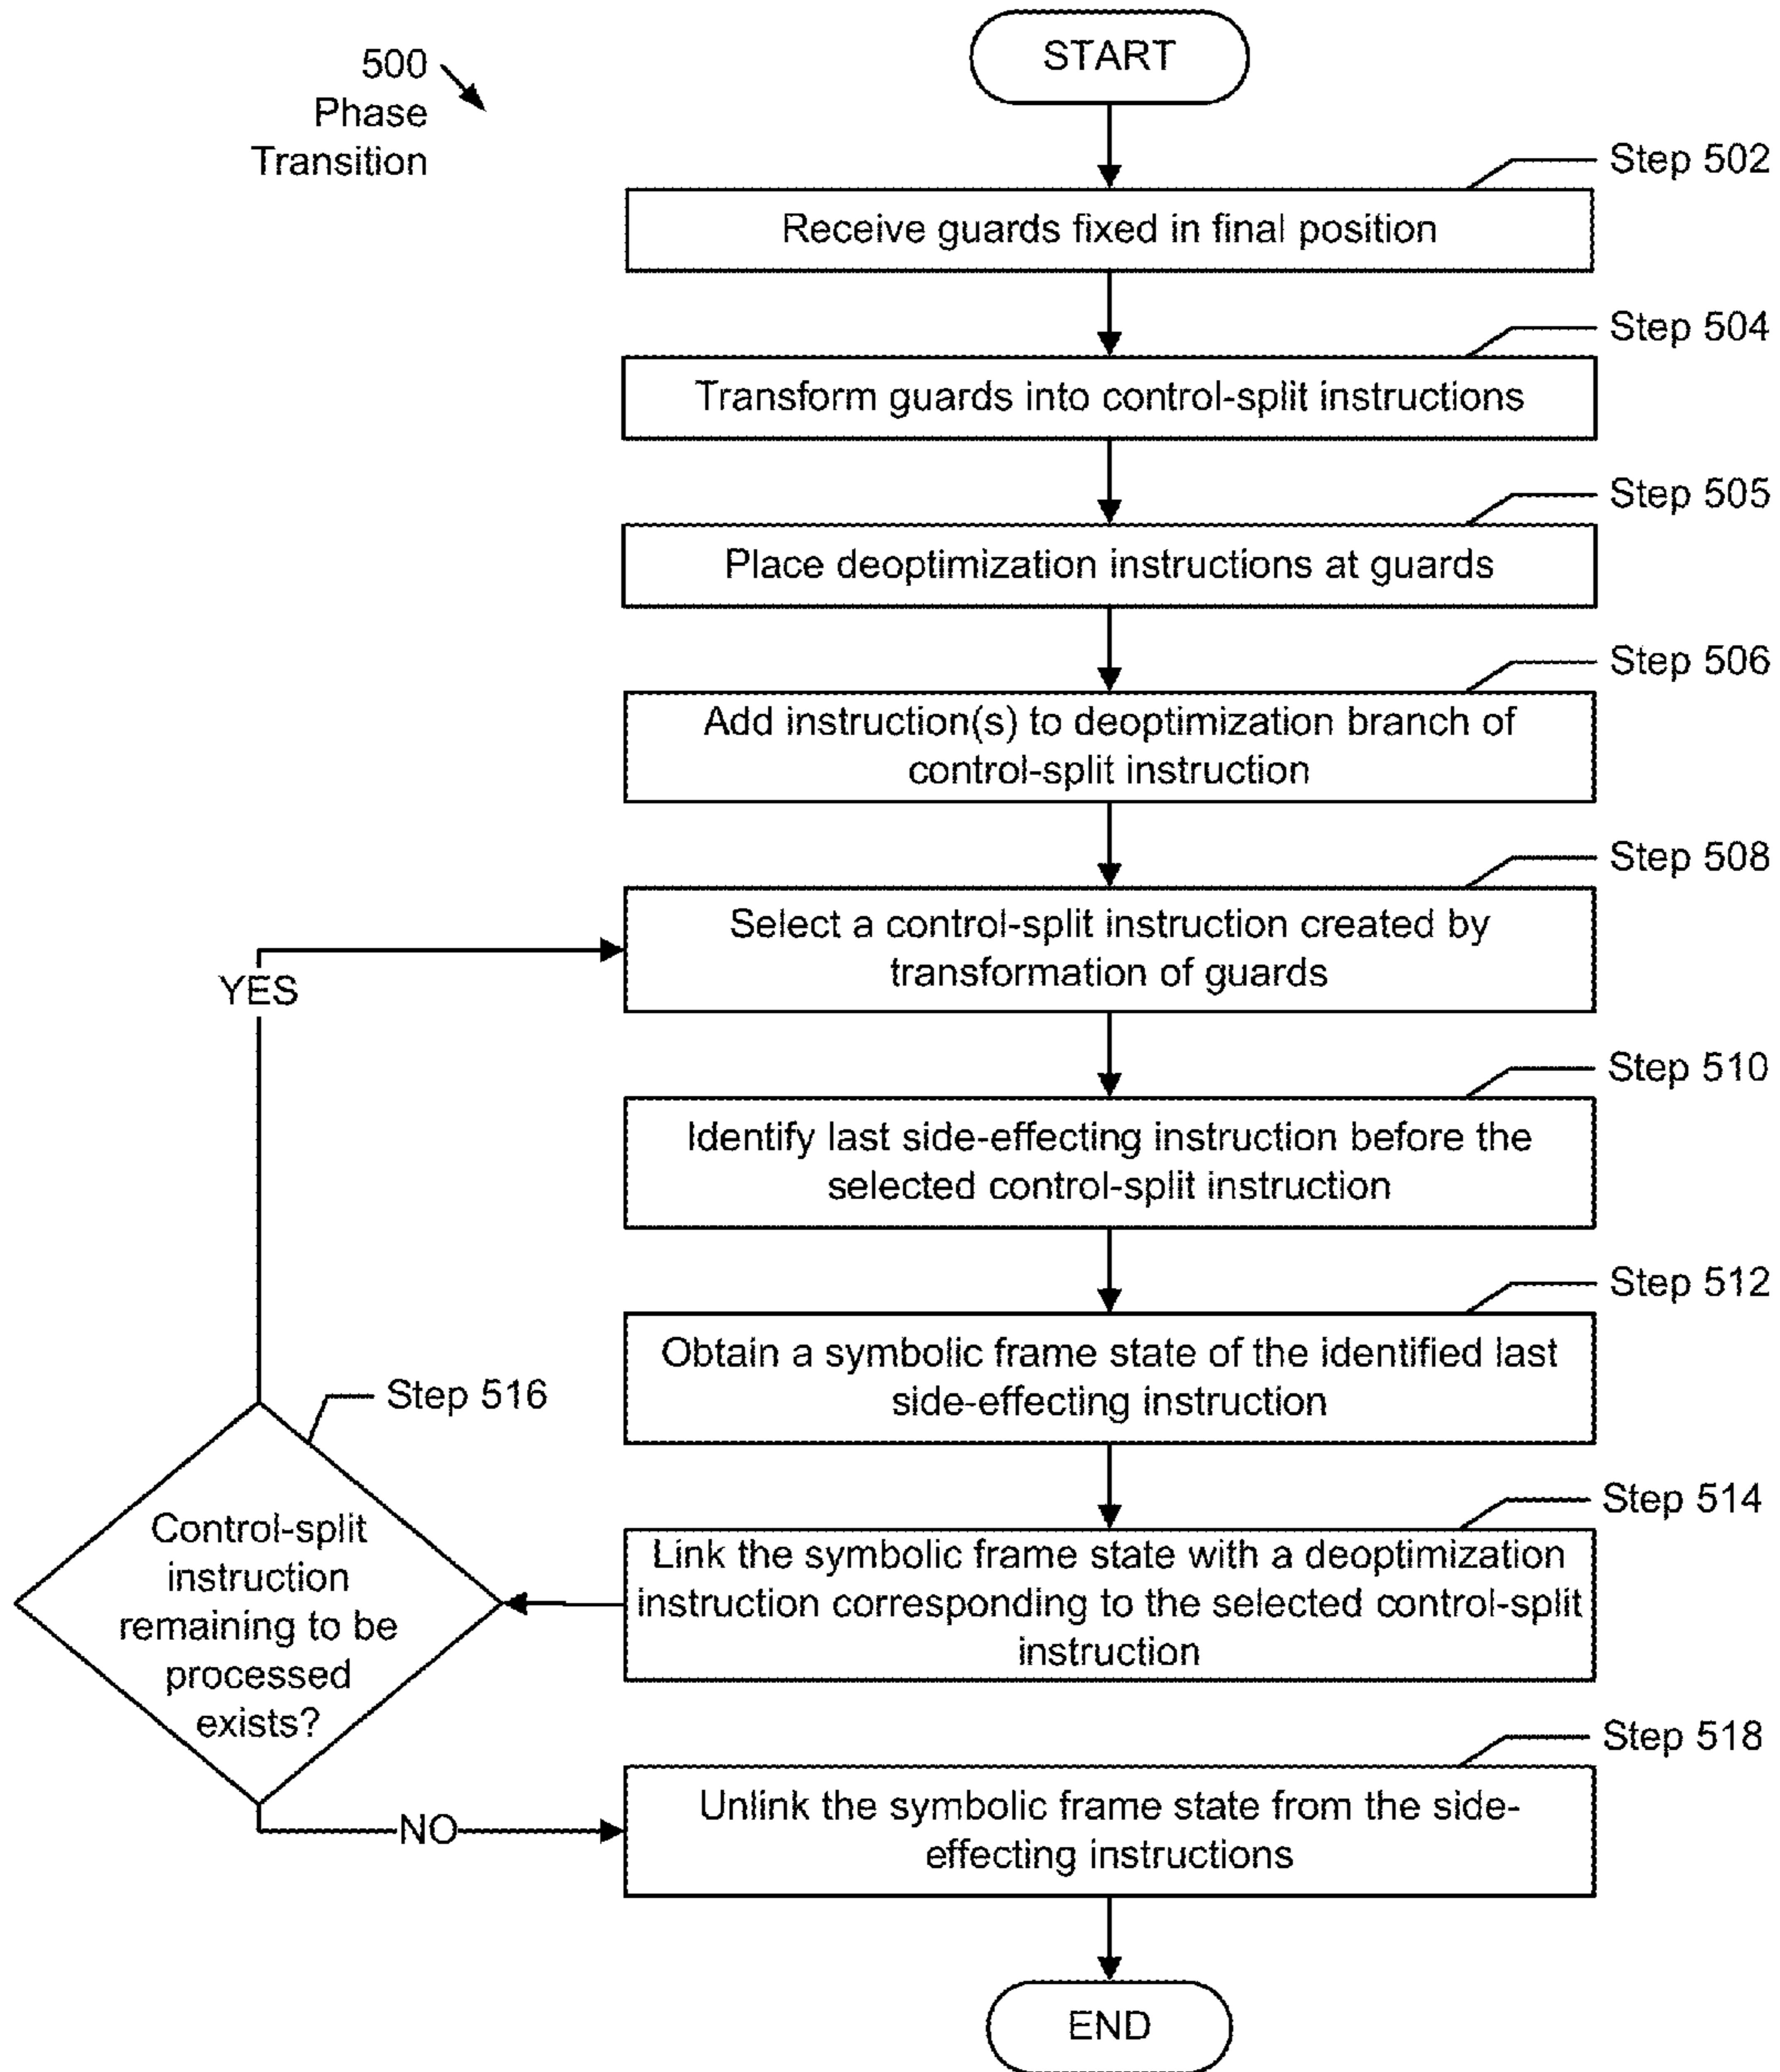 500
Phase
Transition
START
Step 502
Receive guards fixed in final position
Step 504
Transform guards into control-split instructions
Step 505
Place deoptimization instructions at guards
Step 506
Add instruction(s) to deoptimization branch of
control-split instruction
Step 508
Select a control-split instruction created by
transformation of guards
YES
Step 510
Identify last side-effecting instruction before the
selected control-split instruction
Step 512
Obtain a symbolic frame state of the identified last
side-effecting instruction
Step 514
Link the symbolic frame state with a deoptimization
instruction corresponding to the selected control-split
instruction
Step 516
Control-split
instruction
remaining to be
processed
exists?
NO
Step 518
Unlink the symbolic frame state from the side-
effecting instructions
END